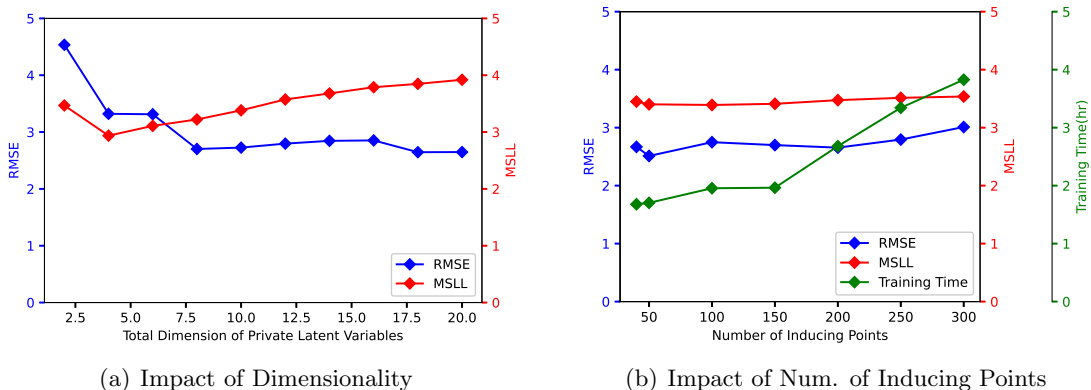 5
4
3
2
1
0
RMSE
5
4
3
2
1
0
MSLL
RMSE
MSLL
2.5 5.0 7.5 10.0 12.5 15.0 17.5 20.0
Total Dimension of Private Latent Variables
(a) Impact of Dimensionality
5
4
3
2
1
0
RMSE
5
4
3
2
1
0
MSLL
5
4
3
2
1
0
Training Time(hr)
RMSE
MSLL
Training Time
50 100 150 200 250 300
Number of Inducing Points
(b) Impact of Num. of Inducing Points